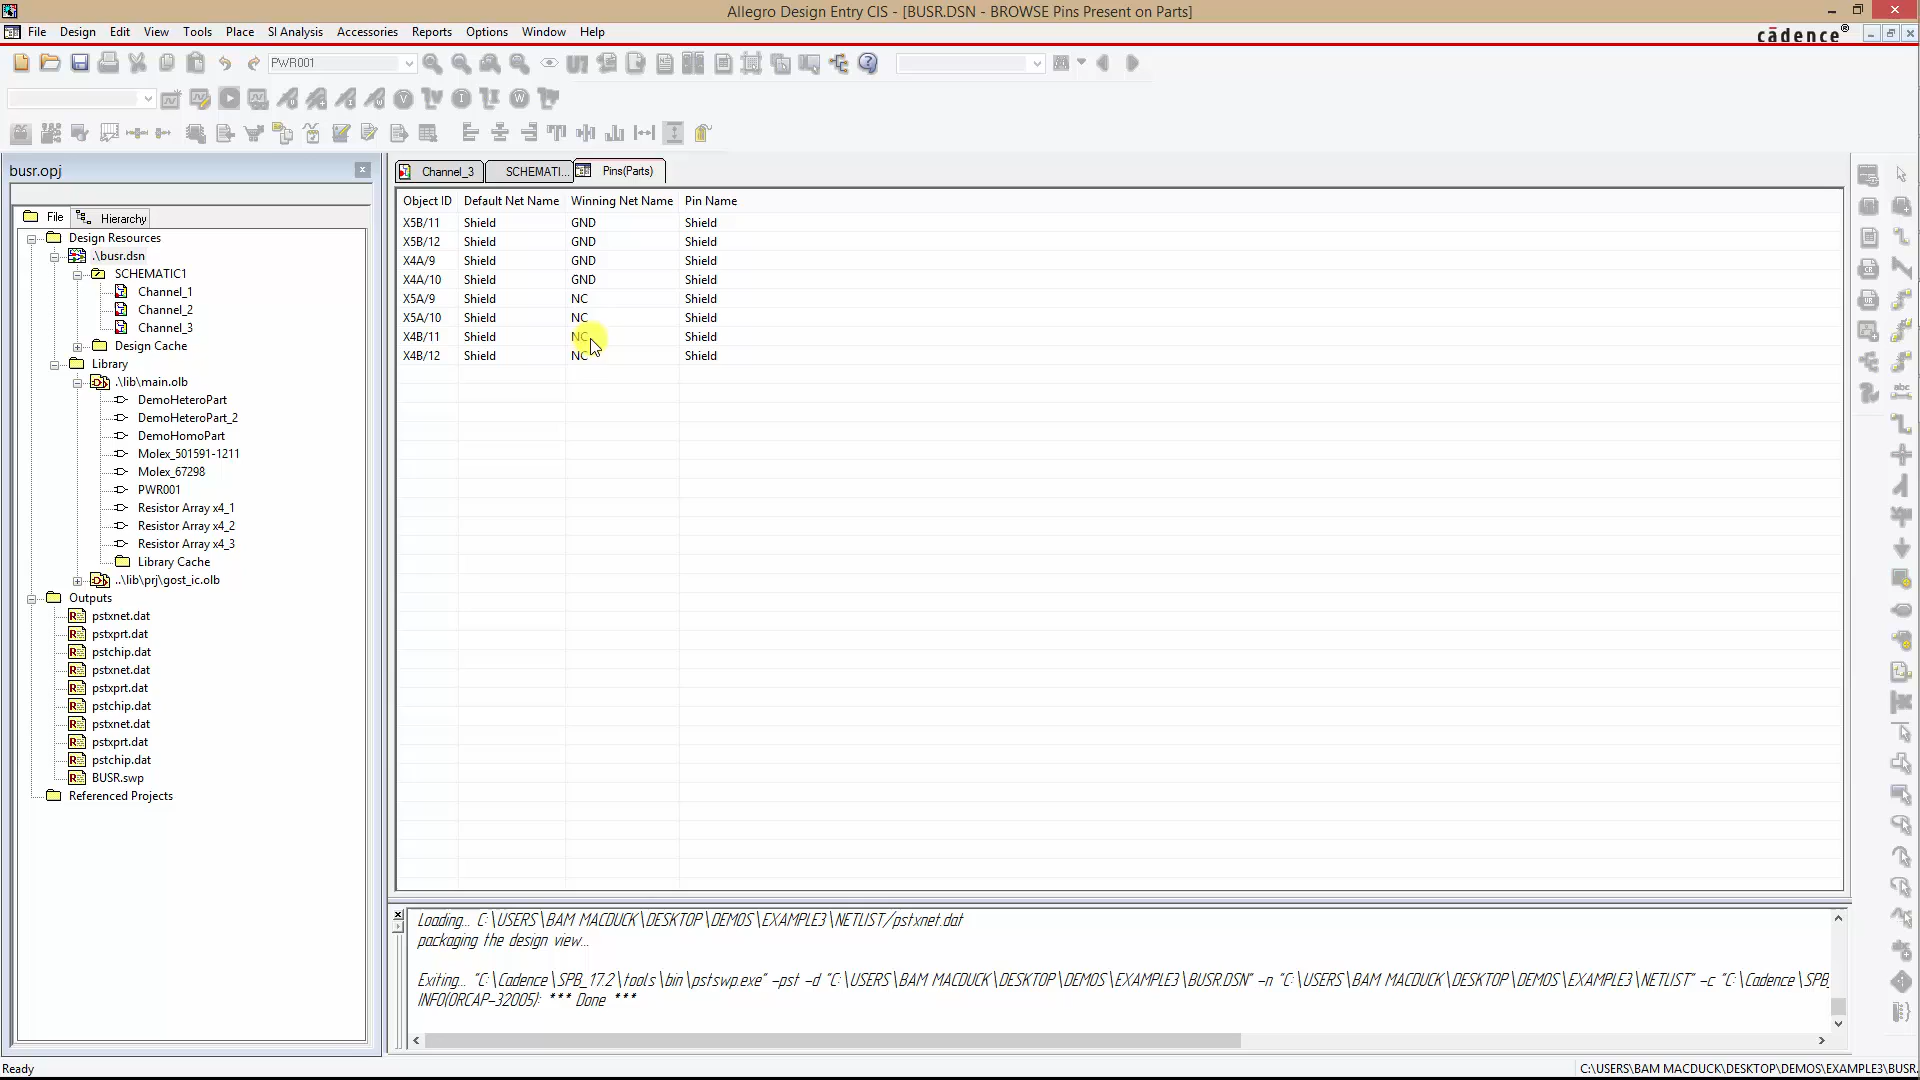 Allegro Design Entry CIS - [BUSR.DSN - BROWSE Pins Present on Parts]
File Design Edit View Tools Place SI Analysis Accessories Reports Options Window Help
cādence®
PWR001
busr.opj
File
Hierarchy
Design Resources
.\busr.dsn
SCHEMATIC1
Channel_1
Channel_2
Channel_3
Design Cache
Library
.\lib\main.olb
DemoHeteroPart
DemoHeteroPart_2
DemoHomoPart
Molex_501591-1211
Molex_67298
PWR001
Resistor Array x4_1
Resistor Array x4_2
Resistor Array x4_3
Library Cache
..\lib\prj\gost_ic.olb
Outputs
pstxnet.dat
pstxprt.dat
pstchip.dat
pstxnet.dat
pstxprt.dat
pstchip.dat
pstxnet.dat
pstxprt.dat
pstchip.dat
BUSR.swp
Referenced Projects
Channel_3
SCHEMATI...
Pins(Parts)
Object ID Default Net Name Winning Net Name Pin Name
X5B/11 Shield GND Shield
X5B/12 Shield GND Shield
X4A/9 Shield GND Shield
X4A/10 Shield GND Shield
X5A/9 Shield NC Shield
X5A/10 Shield NC Shield
X4B/11 Shield NC Shield
X4B/12 Shield NC Shield
Loading... C:\USERS\BAM MACDUCK\DESKTOP\DEMOS\EXAMPLE3\NETLIST/pstxnet.dat
packaging the design view...
Exiting... "C:\Cadence\SPB_17.2\tools\bin\pstswp.exe" -pst -d "C:\USERS\BAM MACDUCK\DESKTOP\DEMOS\EXAMPLE3\BUSR.DSN" -n "C:\USERS\BAM MACDUCK\DESKTOP\DEMOS\EXAMPLE3\NETLIST" -c "C:\Cadence\SPB_
INFO(ORCAP-32005): *** Done ***
Ready
C:\USERS\BAM MACDUCK\DESKTOP\DEMOS\EXAMPLE3\BUSR.